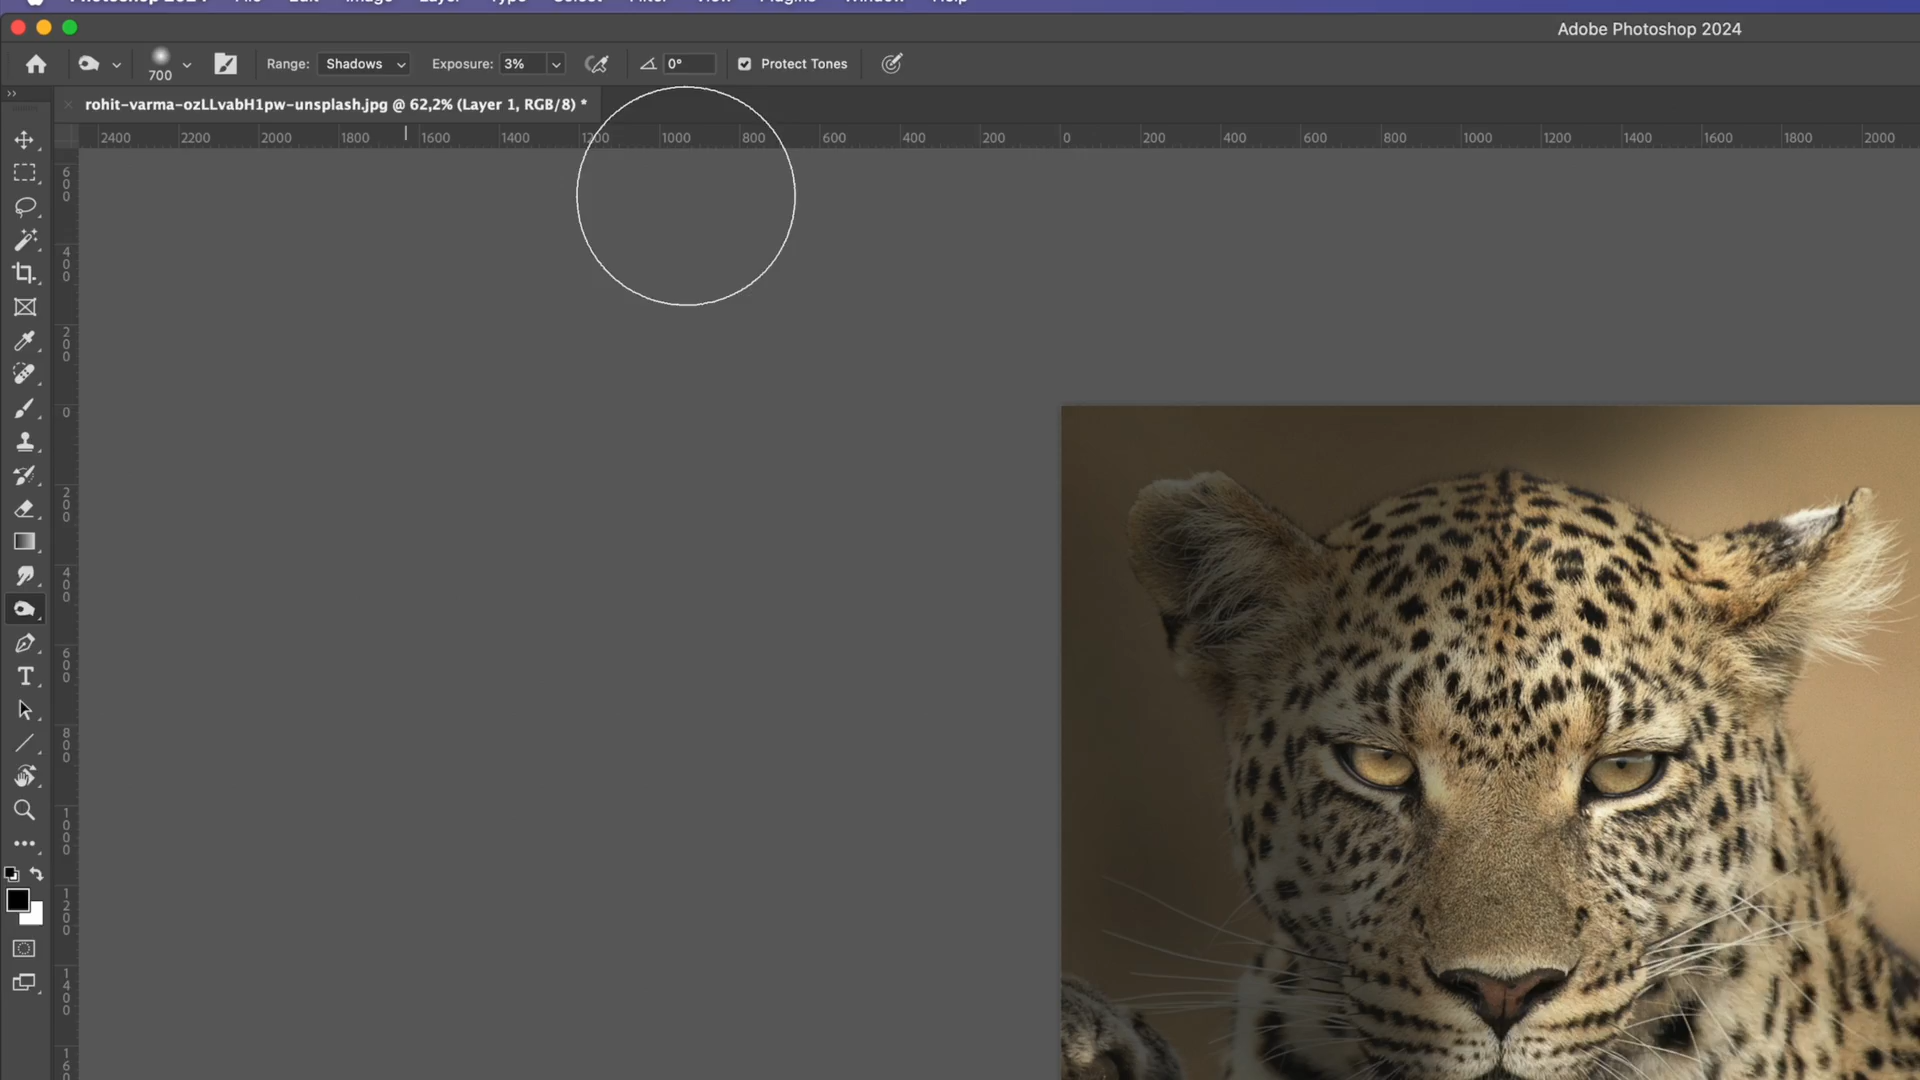 Photoshop 2024 File Edit Image Layer Type Select Filter View Plugins Window Help
Adobe Photoshop 2024
700 Range: Shadows Exposure: 3% 0° Protect Tones
rohit-varma-ozLLvabH1pw-unsplash.jpg @ 62,2% (Layer 1, RGB/8) *
2400 2200 2000 1800 1600 1400 1200 1000 800 600 400 200 0 200 400 600 800 1000 1200 1400 1600 1800 2000
600
400
200
0
200
400
600
800
1000
1200
1400